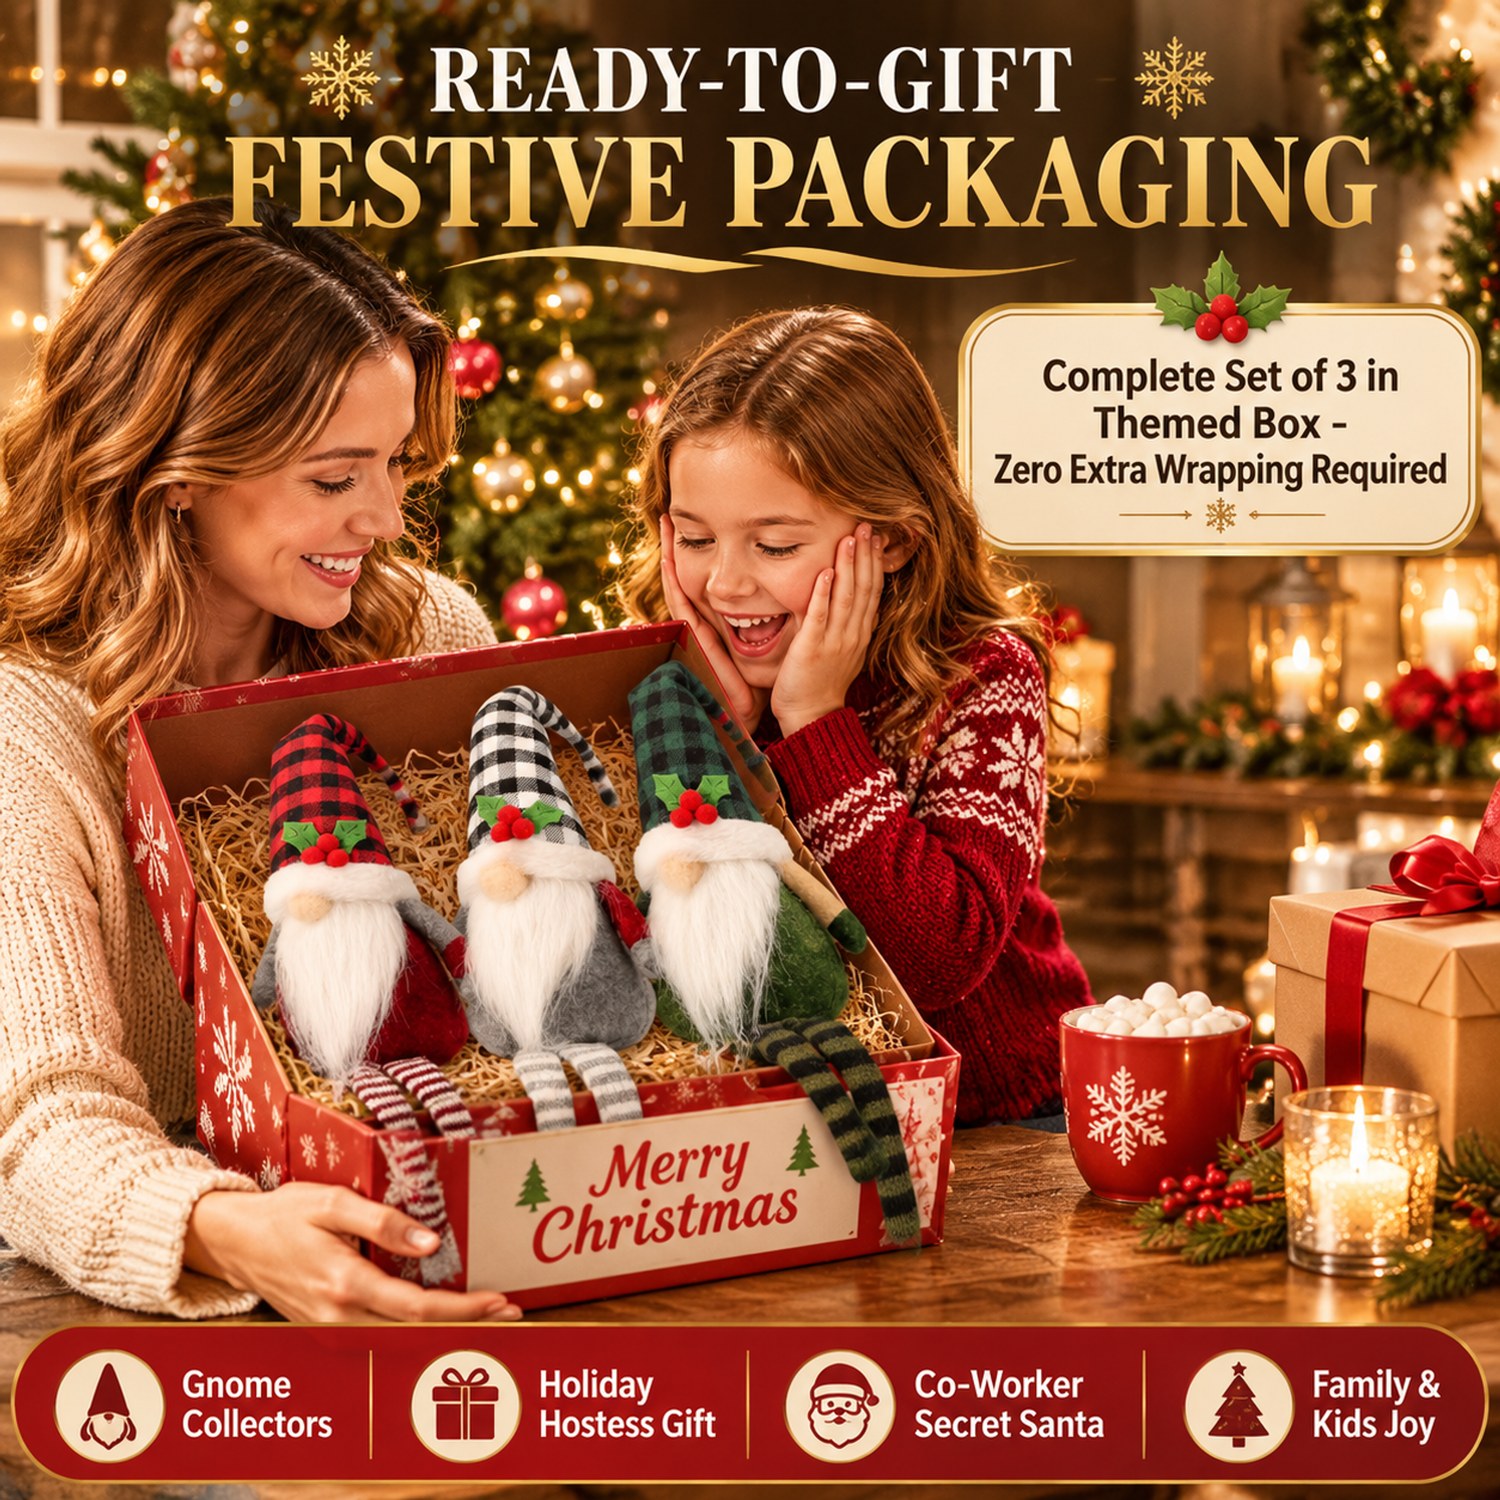 READY-TO-GIFT
FESTIVE PACKAGING
Complete Set of 3 in
Themed Box -
Zero Extra Wrapping Required
Merry
Christmas
Gnome
Collectors
Holiday
Hostess Gift
Co-Worker
Secret Santa
Family &
Kids Joy